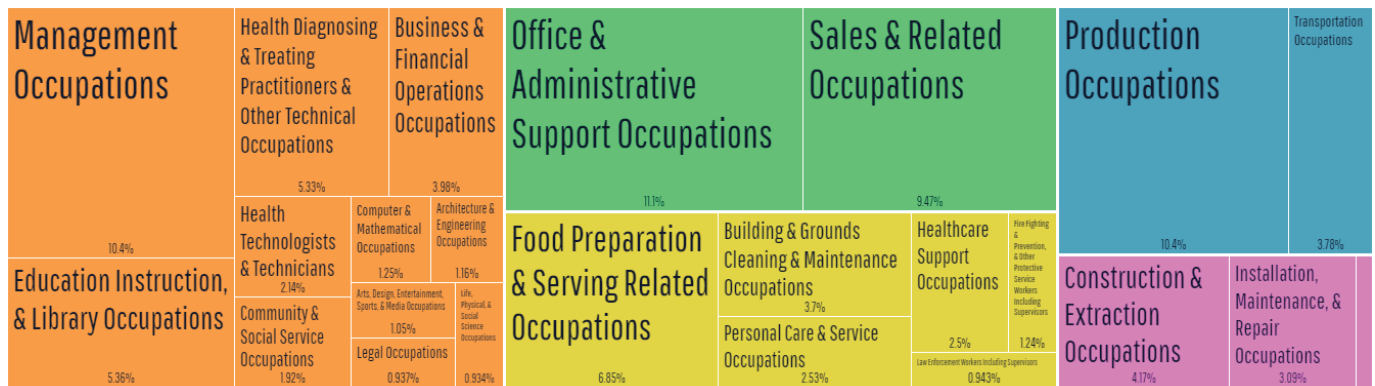 Management
Occupations
10.4%
Education Instruction,
& Library Occupations
5.36%
Health Diagnosing
& Treating
Practitioners &
Other Technical
Occupations
5.33%
Business &
Financial
Operations
Occupations
3.98%
Health
Technologists
& Technicians
2.14%
Community &
Social Service
Occupations
1.92%
Computer &
Mathematical
Occupations
1.25%
Architecture &
Engineering
Occupations
1.16%
Arts, Design, Entertainment,
Sports, & Media Occupations
1.05%
Legal Occupations
0.937%
Life,
Physical, &
Social
Science
Occupations
0.934%
Office &
Administrative
Support Occupations
11.1%
Sales & Related
Occupations
9.47%
Food Preparation
& Serving Related
Occupations
6.85%
Building & Grounds
Cleaning & Maintenance
Occupations
3.7%
Personal Care & Service
Occupations
2.53%
Healthcare
Support
Occupations
2.5%
Fire Fighting
&
Prevention,
& Other
Protective
Service
Workers
Including
Supervisors
1.24%
Law Enforcement Workers Including Supervisors
0.943%
Production
Occupations
10.4%
Transportation
Occupations
3.78%
Construction &
Extraction
Occupations
4.17%
Installation,
Maintenance, &
Repair
Occupations
3.09%